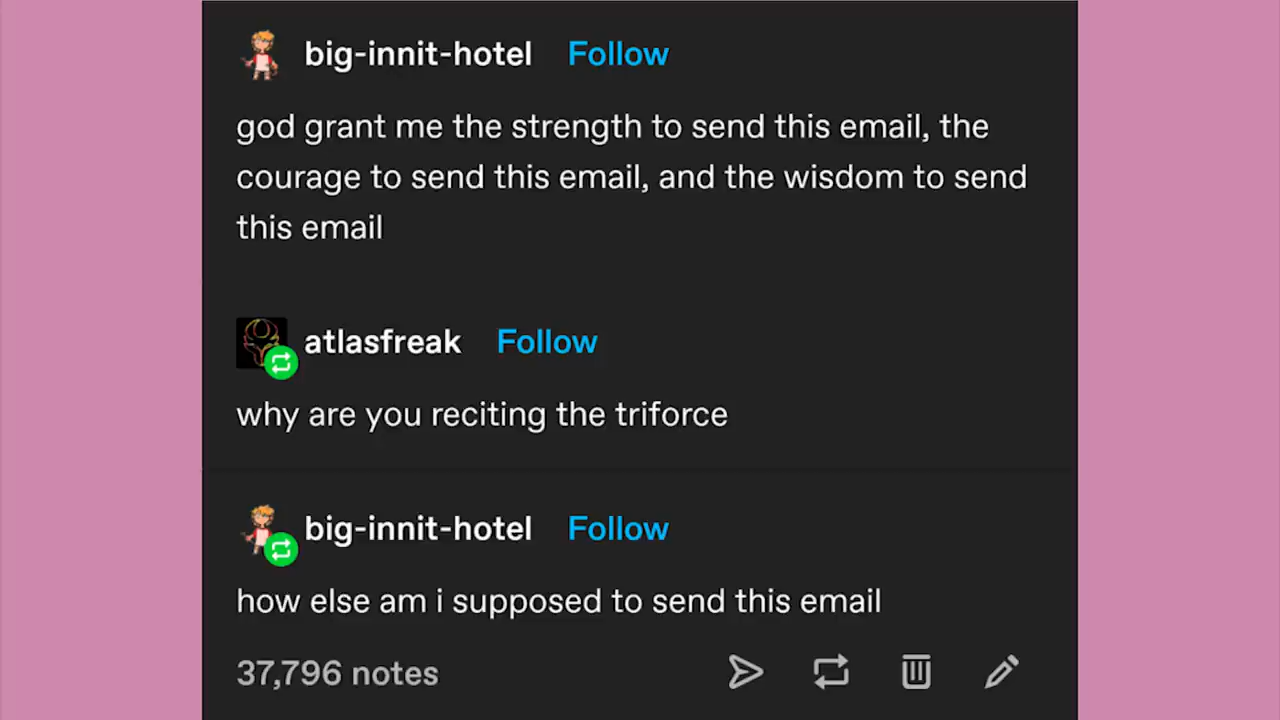 big-innit-hotel Follow
god grant me the strength to send this email, the
courage to send this email, and the wisdom to send
this email
atlasfreak Follow
why are you reciting the triforce
big-innit-hotel Follow
how else am i supposed to send this email
37,796 notes